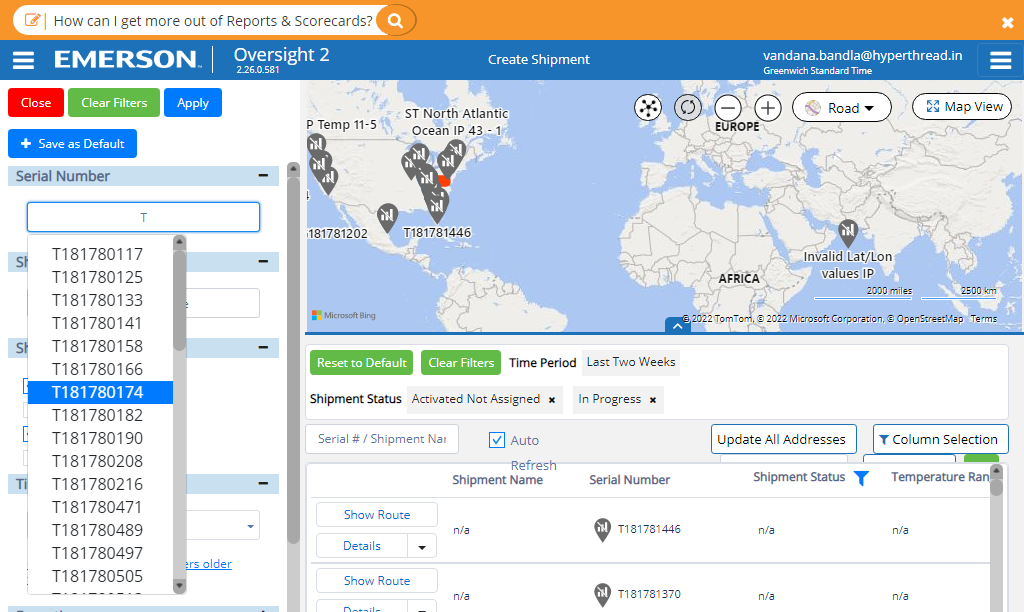 How can I get more out of Reports & Scorecards?
EMERSON
Oversight 2
2.26.0.581
Create Shipment
vandana.bandla@hyperthread.in
Greenwich Standard Time
Close
Clear Filters
Apply
Save as Default
Serial Number
T
T181780117
T181780125
T181780133
T181780141
T181780158
T181780166
T181780174
T181780182
T181780190
T181780208
T181780216
T181780471
T181780489
T181780497
T181780505
ers older
P Temp 11-5
ST North Atlantic
Ocean IP 43 - 1
EUROPE
Road
Map View
181781202
T181781446
Invalid Lat/Lon
values IP
AFRICA
2000 miles
2500 km
Microsoft Bing
© 2022 TomTom, © 2022 Microsoft Corporation, © OpenStreetMap Terms
Reset to Default
Clear Filters
Time Period
Last Two Weeks
Shipment Status
Activated Not Assigned ×
In Progress ×
Serial # / Shipment Nar
Auto
Refresh
Update All Addresses
Column Selection
Shipment Name
Serial Number
Shipment Status
Temperature Ran
Show Route
Details
n/a
T181781446
n/a
n/a
Show Route
Details
n/a
T181781370
n/a
n/a